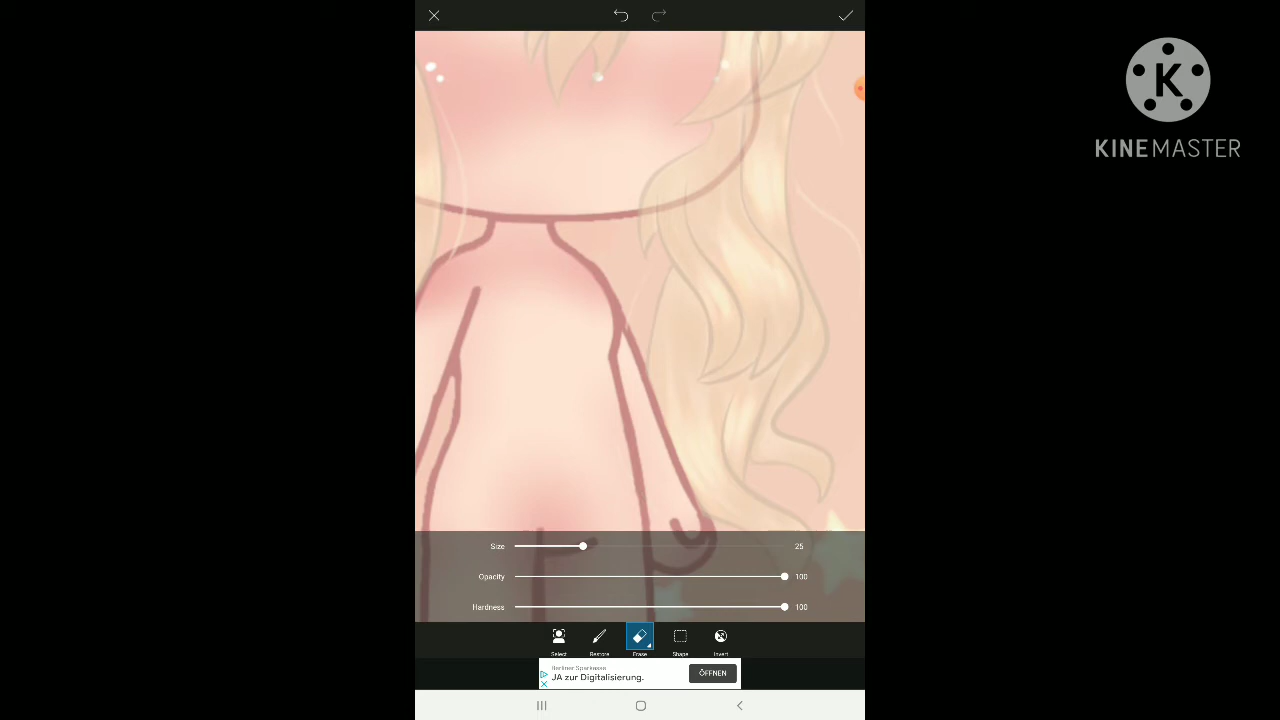 K
KINEMASTER
Size 25
Opacity 100
Hardness 100
Select Restore Erase Shape Invert
Berliner Sparkasse
JA zur Digitalisierung.
ÖFFNEN